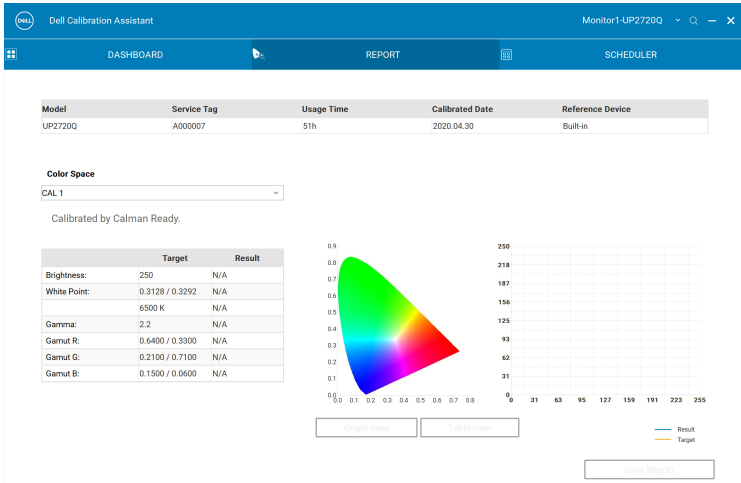 DELL Dell Calibration Assistant Monitor1-UP2720Q
DASHBOARD REPORT SCHEDULER
Model Service Tag Usage Time Calibrated Date Reference Device
UP2720Q A000007 51h 2020.04.30 Built-in
Color Space
CAL 1
Calibrated by Calman Ready.
Target Result
Brightness: 250 N/A
White Point: 0.3128 / 0.3292 N/A
6500 K N/A
Gamma: 2.2 N/A
Gamut R: 0.6400 / 0.3300 N/A
Gamut G: 0.2100 / 0.7100 N/A
Gamut B: 0.1500 / 0.0600 N/A
0.9
0.8
0.7
0.6
0.5
0.4
0.3
0.2
0.1
0.0
0.0 0.1 0.2 0.3 0.4 0.5 0.6 0.7 0.8
250
218
187
156
125
93
62
31
0
0 31 63 95 127 159 191 223 255
Graph view Table view
Result
Target
Save Report